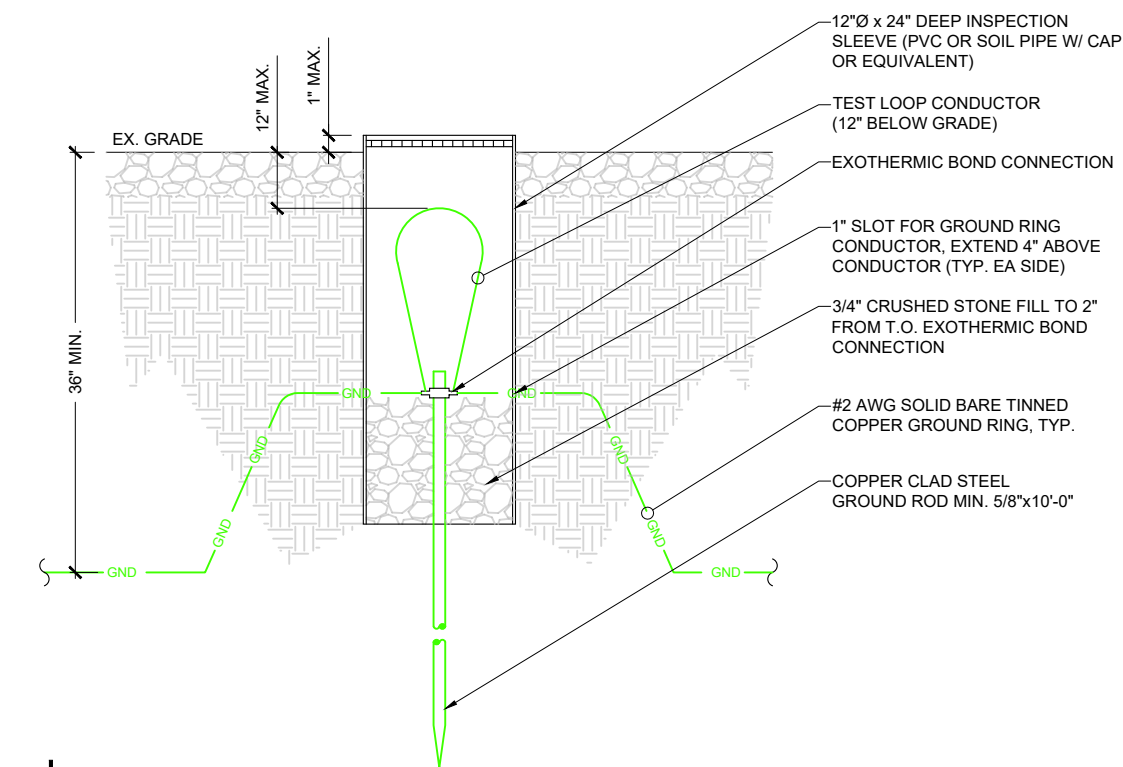 12"Ø x 24" DEEP INSPECTION
SLEEVE (PVC OR SOIL PIPE W/ CAP
OR EQUIVALENT)
TEST LOOP CONDUCTOR
(12" BELOW GRADE)
EXOTHERMIC BOND CONNECTION
1" SLOT FOR GROUND RING
CONDUCTOR, EXTEND 4" ABOVE
CONDUCTOR (TYP. EA SIDE)
3/4" CRUSHED STONE FILL TO 2"
FROM T.O. EXOTHERMIC BOND
CONNECTION
#2 AWG SOLID BARE TINNED
COPPER GROUND RING, TYP.
COPPER CLAD STEEL
GROUND ROD MIN. 5/8"x10'-0"
1" MAX.
12" MAX.
EX. GRADE
36" MIN.
GND
GND
GND
GND
GND
GND
GND
GND